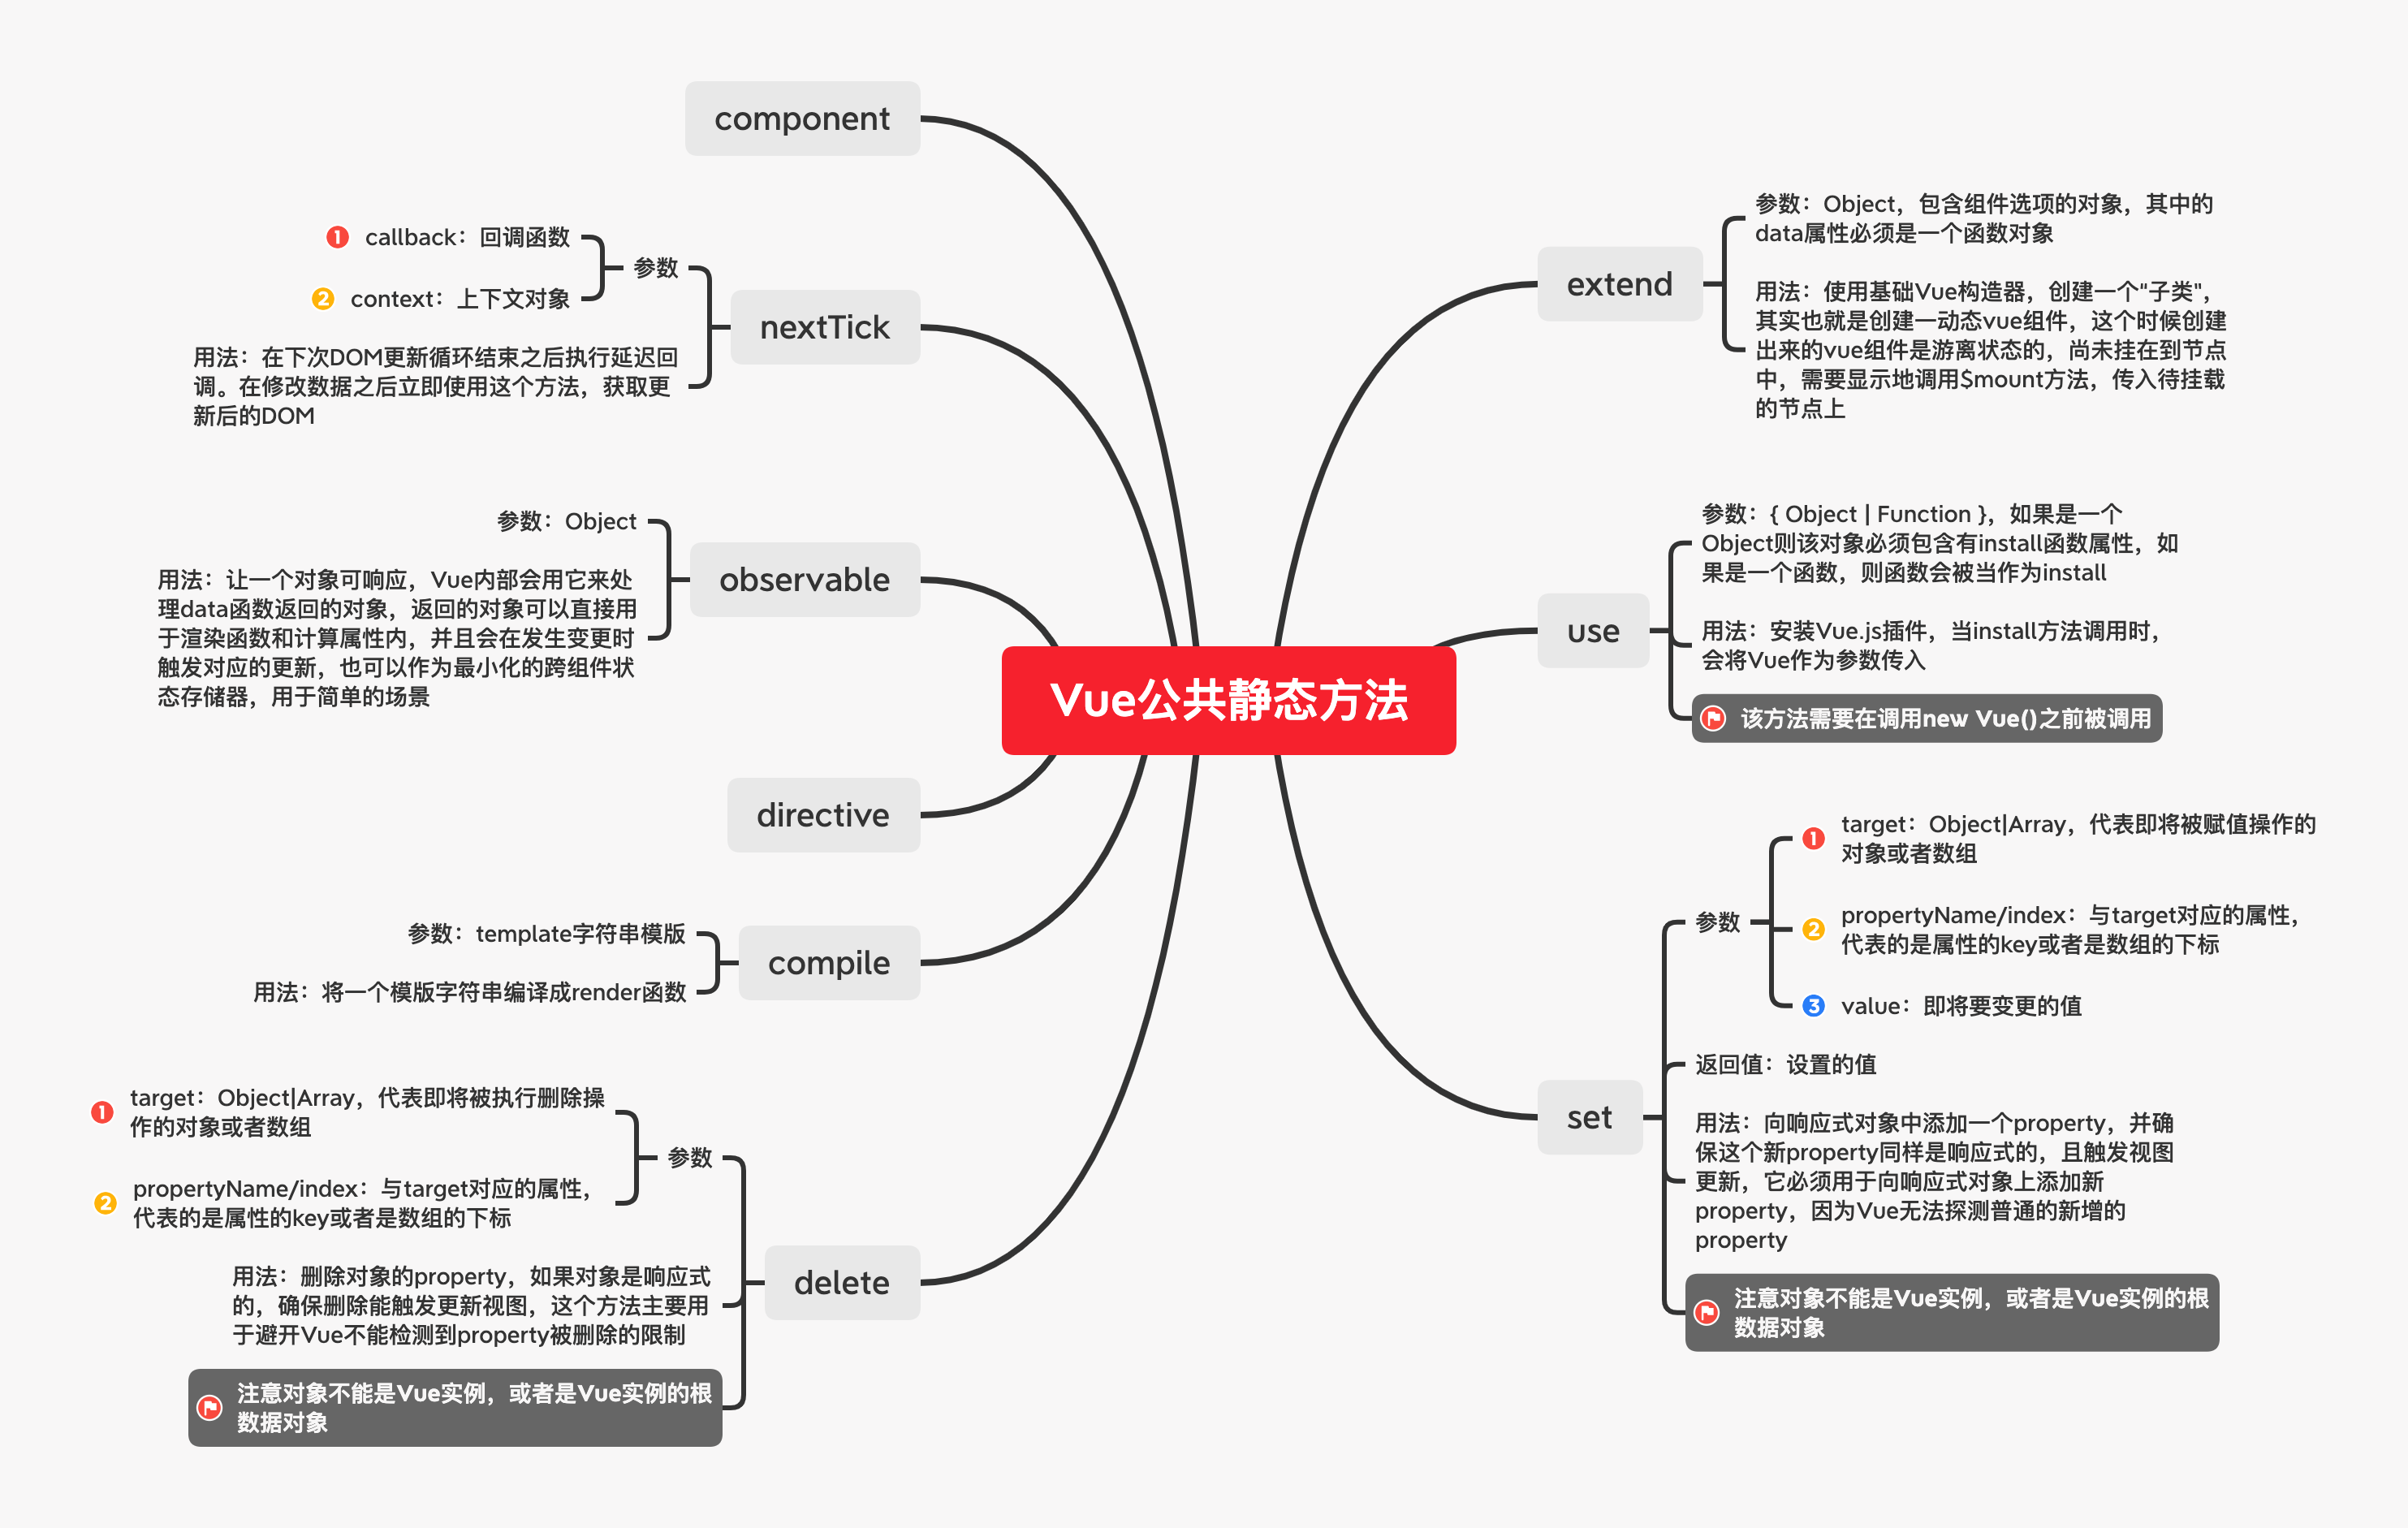 Vue公共静态方法
component
nextTick
参数
1 callback：回调函数
2 context：上下文对象
用法：在下次DOM更新循环结束之后执行延迟回
调。在修改数据之后立即使用这个方法，获取更
新后的DOM
observable
参数：Object
用法：让一个对象可响应，Vue内部会用它来处
理data函数返回的对象，返回的对象可以直接用
于渲染函数和计算属性内，并且会在发生变更时
触发对应的更新，也可以作为最小化的跨组件状
态存储器，用于简单的场景
directive
compile
参数：template字符串模版
用法：将一个模版字符串编译成render函数
delete
参数
1 target：Object|Array，代表即将被执行删除操
作的对象或者数组
2 propertyName/index：与target对应的属性，
代表的是属性的key或者是数组的下标
用法：删除对象的property，如果对象是响应式
的，确保删除能触发更新视图，这个方法主要用
于避开Vue不能检测到property被删除的限制
注意对象不能是Vue实例，或者是Vue实例的根
数据对象
extend
参数：Object，包含组件选项的对象，其中的
data属性必须是一个函数对象
用法：使用基础Vue构造器，创建一个“子类”，
其实也就是创建一动态vue组件，这个时候创建
出来的vue组件是游离状态的，尚未挂在到节点
中，需要显示地调用$mount方法，传入待挂载
的节点上
use
参数：{ Object | Function }，如果是一个
Object则该对象必须包含有install函数属性，如
果是一个函数，则函数会被当作为install
用法：安装Vue.js插件，当install方法调用时，
会将Vue作为参数传入
该方法需要在调用new Vue()之前被调用
set
参数
1 target：Object|Array，代表即将被赋值操作的
对象或者数组
2 propertyName/index：与target对应的属性，
代表的是属性的key或者是数组的下标
3 value：即将要变更的值
返回值：设置的值
用法：向响应式对象中添加一个property，并确
保这个新property同样是响应式的，且触发视图
更新，它必须用于向响应式对象上添加新
property，因为Vue无法探测普通的新增的
property
注意对象不能是Vue实例，或者是Vue实例的根
数据对象